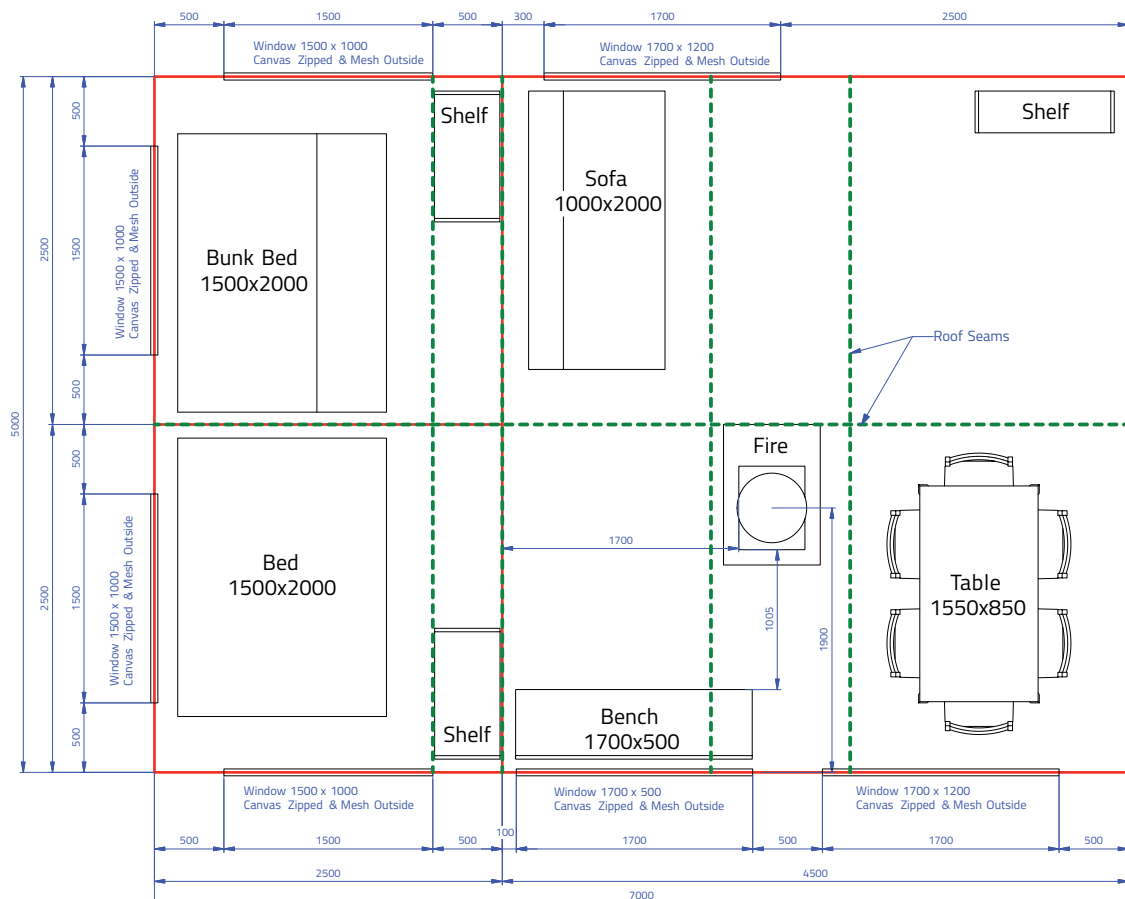 500
1500
500
300
1700
2500
Window 1500 x 1000
Canvas Zipped & Mesh Outside
Window 1700 x 1200
Canvas Zipped & Mesh Outside
Shelf
Shelf
Sofa
1000x2000
Bunk Bed
1500x2000
500
1500
500
2500
5000
Window 1500 x 1000
Canvas Zipped & Mesh Outside
Roof Seams
Fire
500
1500
500
2500
Window 1500 x 1000
Canvas Zipped & Mesh Outside
Bed
1500x2000
1700
1005
1900
Table
1550x850
Shelf
Bench
1700x500
Window 1500 x 1000
Canvas Zipped & Mesh Outside
Window 1700 x 500
Canvas Zipped & Mesh Outside
Window 1700 x 1200
Canvas Zipped & Mesh Outside
500
1500
500
100
1700
500
1700
500
2500
4500
7000